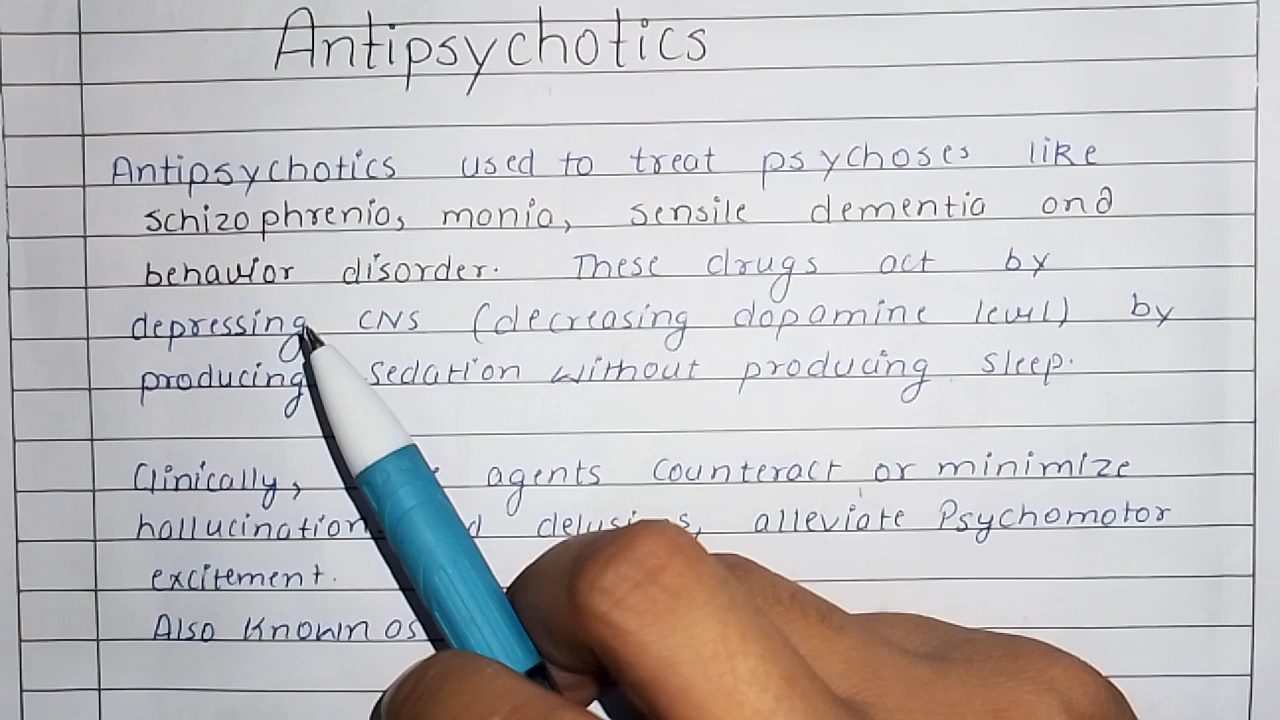 Antipsychotics
Antipsychotics used to treat psychoses like
schizophrenia, mania, sensile dementia and
behavior disorder. These drugs act by
depressing CNS (decreasing dopamine level) by
producing sedation without producing sleep.
Clinically, agents counteract or minimize
hallucination delusions, alleviate Psychomotor
excitement.
Also known as